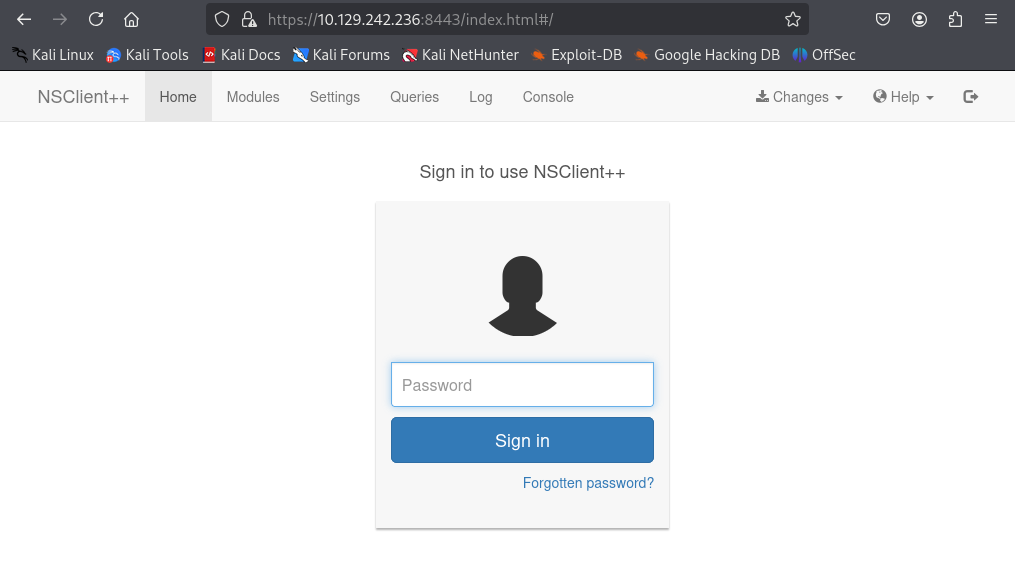 https://10.129.242.236:8443/index.html#/
Kali Linux Kali Tools Kali Docs Kali Forums Kali NetHunter Exploit-DB Google Hacking DB OffSec
NSClient++ Home Modules Settings Queries Log Console Changes Help
Sign in to use NSClient++
Password
Sign in
Forgotten password?